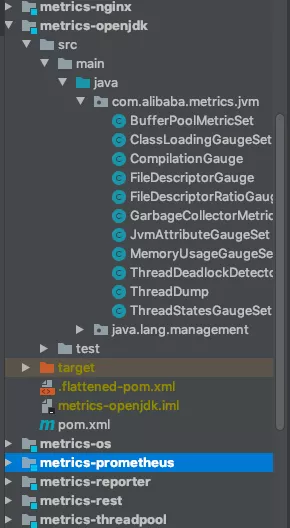 metrics-nginx
metrics-openjdk
src
main
java
com.alibaba.metrics.jvm
BufferPoolMetricSet
ClassLoadingGaugeSet
CompilationGauge
FileDescriptorGauge
FileDescriptorRatioGaug
GarbageCollectorMetric
JvmAttributeGaugeSet
MemoryUsageGaugeSe
ThreadDeadlockDetecto
ThreadDump
ThreadStatesGaugeSet
java.lang.management
test
target
.flattened-pom.xml
metrics-openjdk.iml
pom.xml
metrics-os
metrics-prometheus
metrics-reporter
metrics-rest
metrics-threadpool